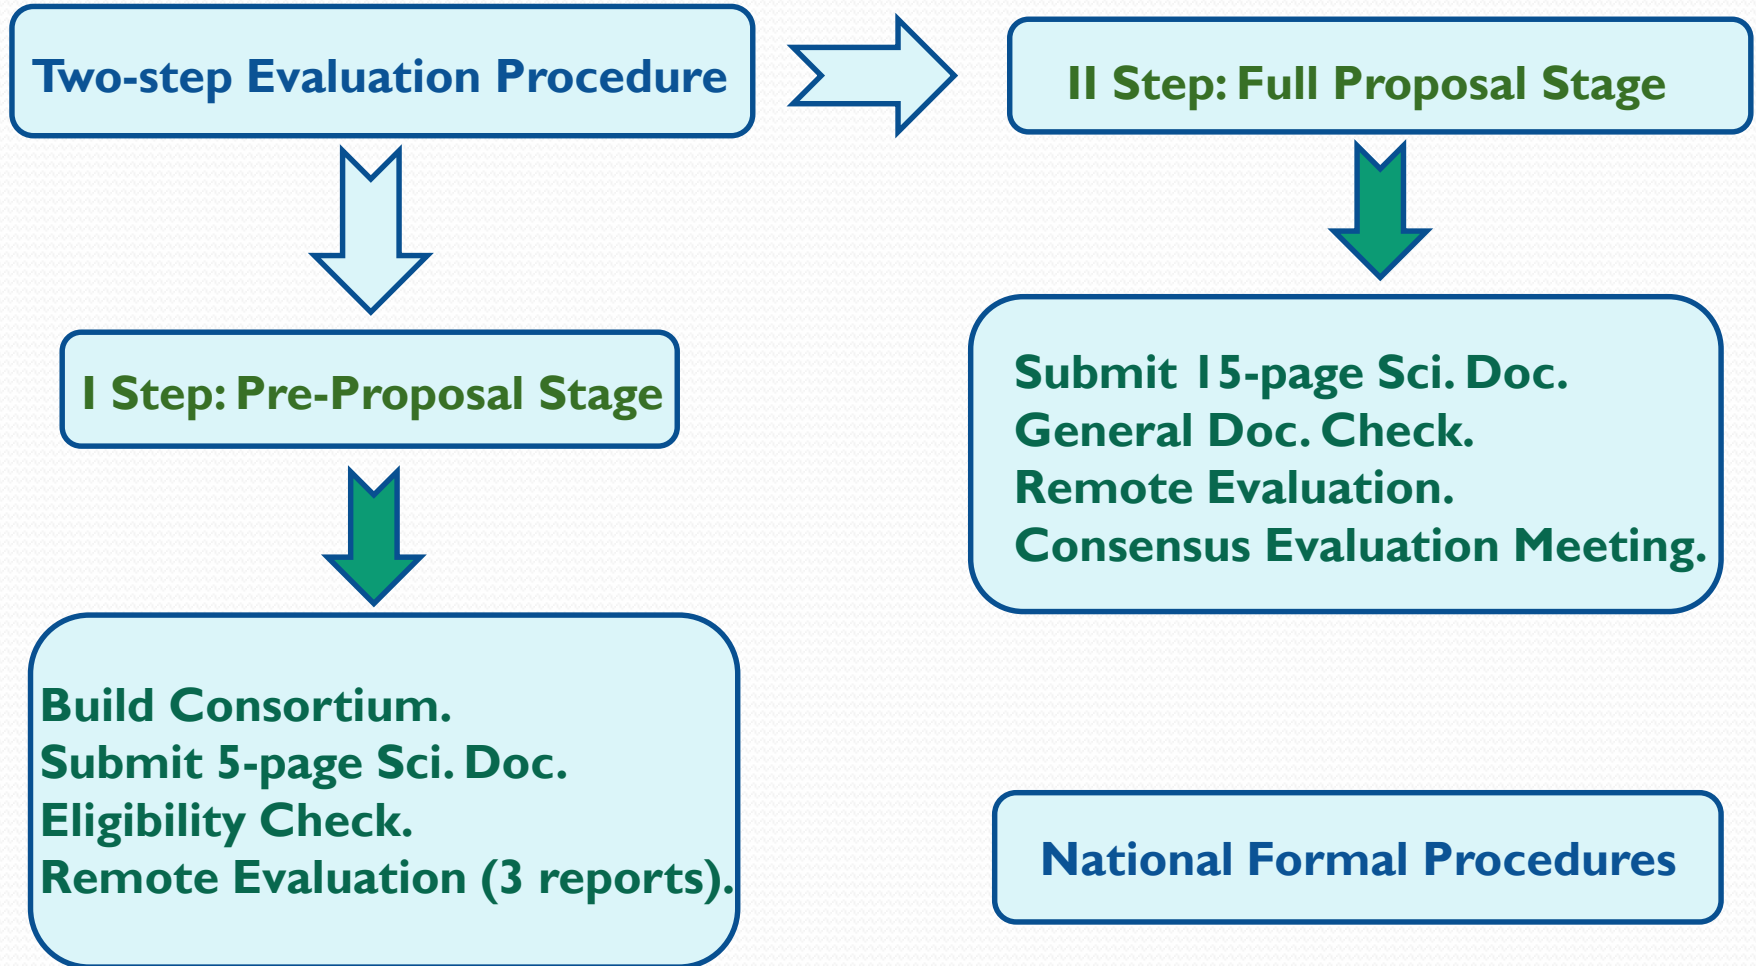 Two-step Evaluation Procedure
I Step: Pre-Proposal Stage
Build Consortium.
Submit 5-page Sci. Doc.
Eligibility Check.
Remote Evaluation (3 reports).
II Step: Full Proposal Stage
Submit 15-page Sci. Doc.
General Doc. Check.
Remote Evaluation.
Consensus Evaluation Meeting.
National Formal Procedures